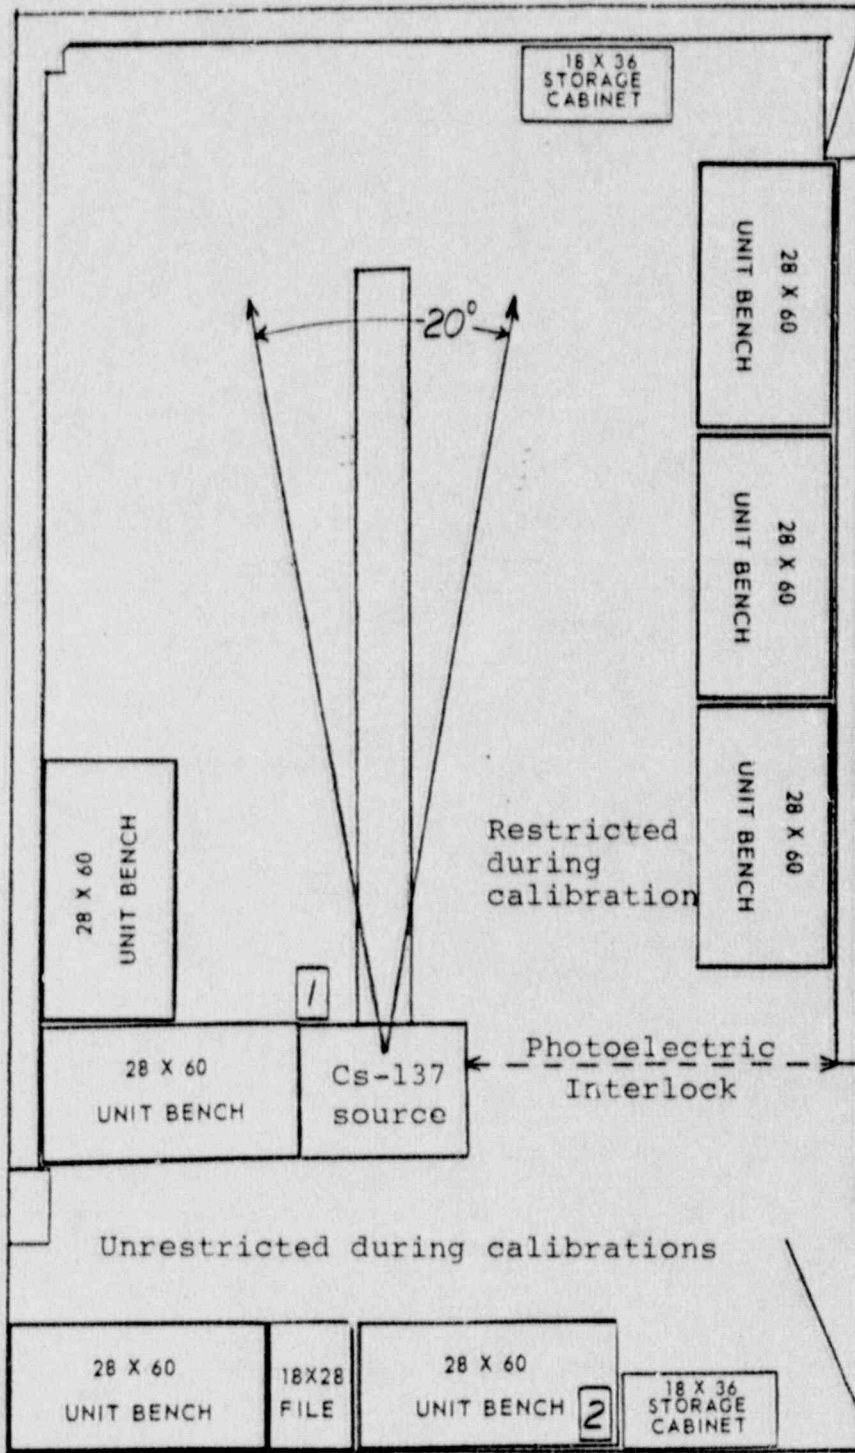 18 X 36
STORAGE
CABINET
28 X 60
UNIT BENCH
20°
28 X 60
UNIT BENCH
28 X 60
UNIT BENCH
28 X 60
UNIT BENCH
Restricted
during
calibration
1
28 X 60
UNIT BENCH
Cs-137
source
Photoelectric
Interlock
Unrestricted during calibrations
28 X 60
UNIT BENCH
18X28
FILE
28 X 60
UNIT BENCH
2
18 X 36
STORAGE
CABINET